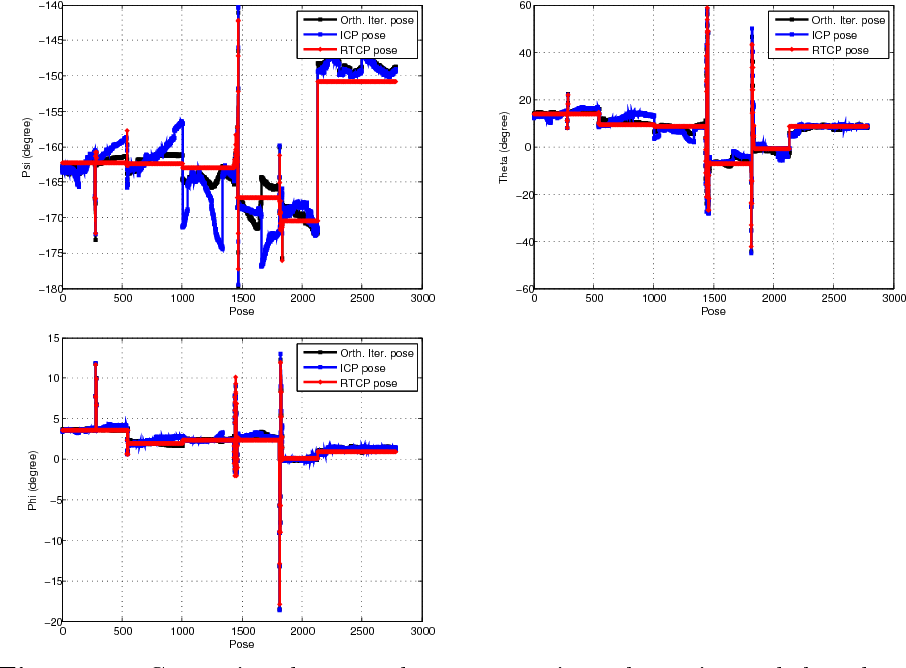 −140
−145
−150
−155
−160
−165
−170
−175
−180
Psi (degree)
0 500 1000 1500 2000 2500 3000
Pose
Orth. Iter. pose
ICP pose
RTCP pose
60
40
20
0
−20
−40
−60
Theta (degree)
0 500 1000 1500 2000 2500 3000
Pose
Orth. Iter. pose
ICP pose
RTCP pose
15
10
5
0
−5
−10
−15
−20
Phi (degree)
0 500 1000 1500 2000 2500 3000
Pose
Orth. Iter. pose
ICP pose
RTCP pose